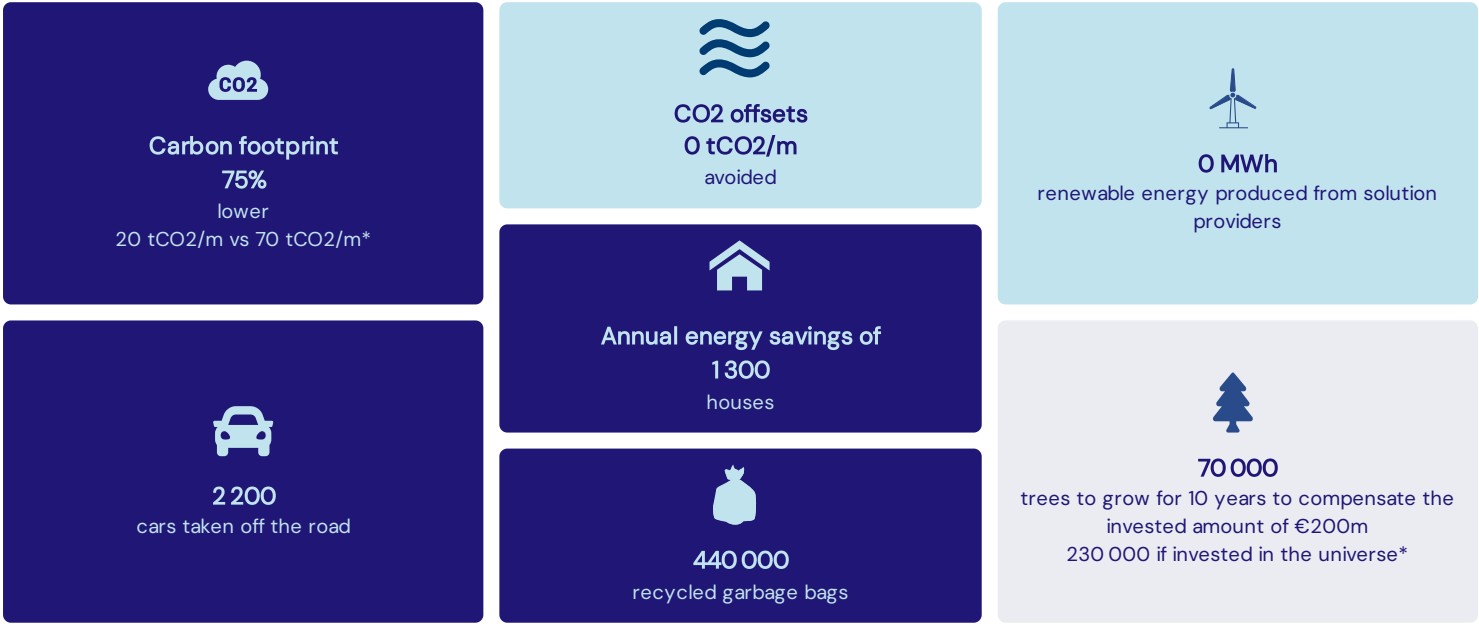 CO2
Carbon footprint
75%
lower
20 tCO2/m vs 70 tCO2/m*
CO2 offsets
0 tCO2/m
avoided
0 MWh
renewable energy produced from solution
providers
Annual energy savings of
1 300
houses
2 200
cars taken off the road
440 000
recycled garbage bags
70 000
trees to grow for 10 years to compensate the
invested amount of €200m
230 000 if invested in the universe*